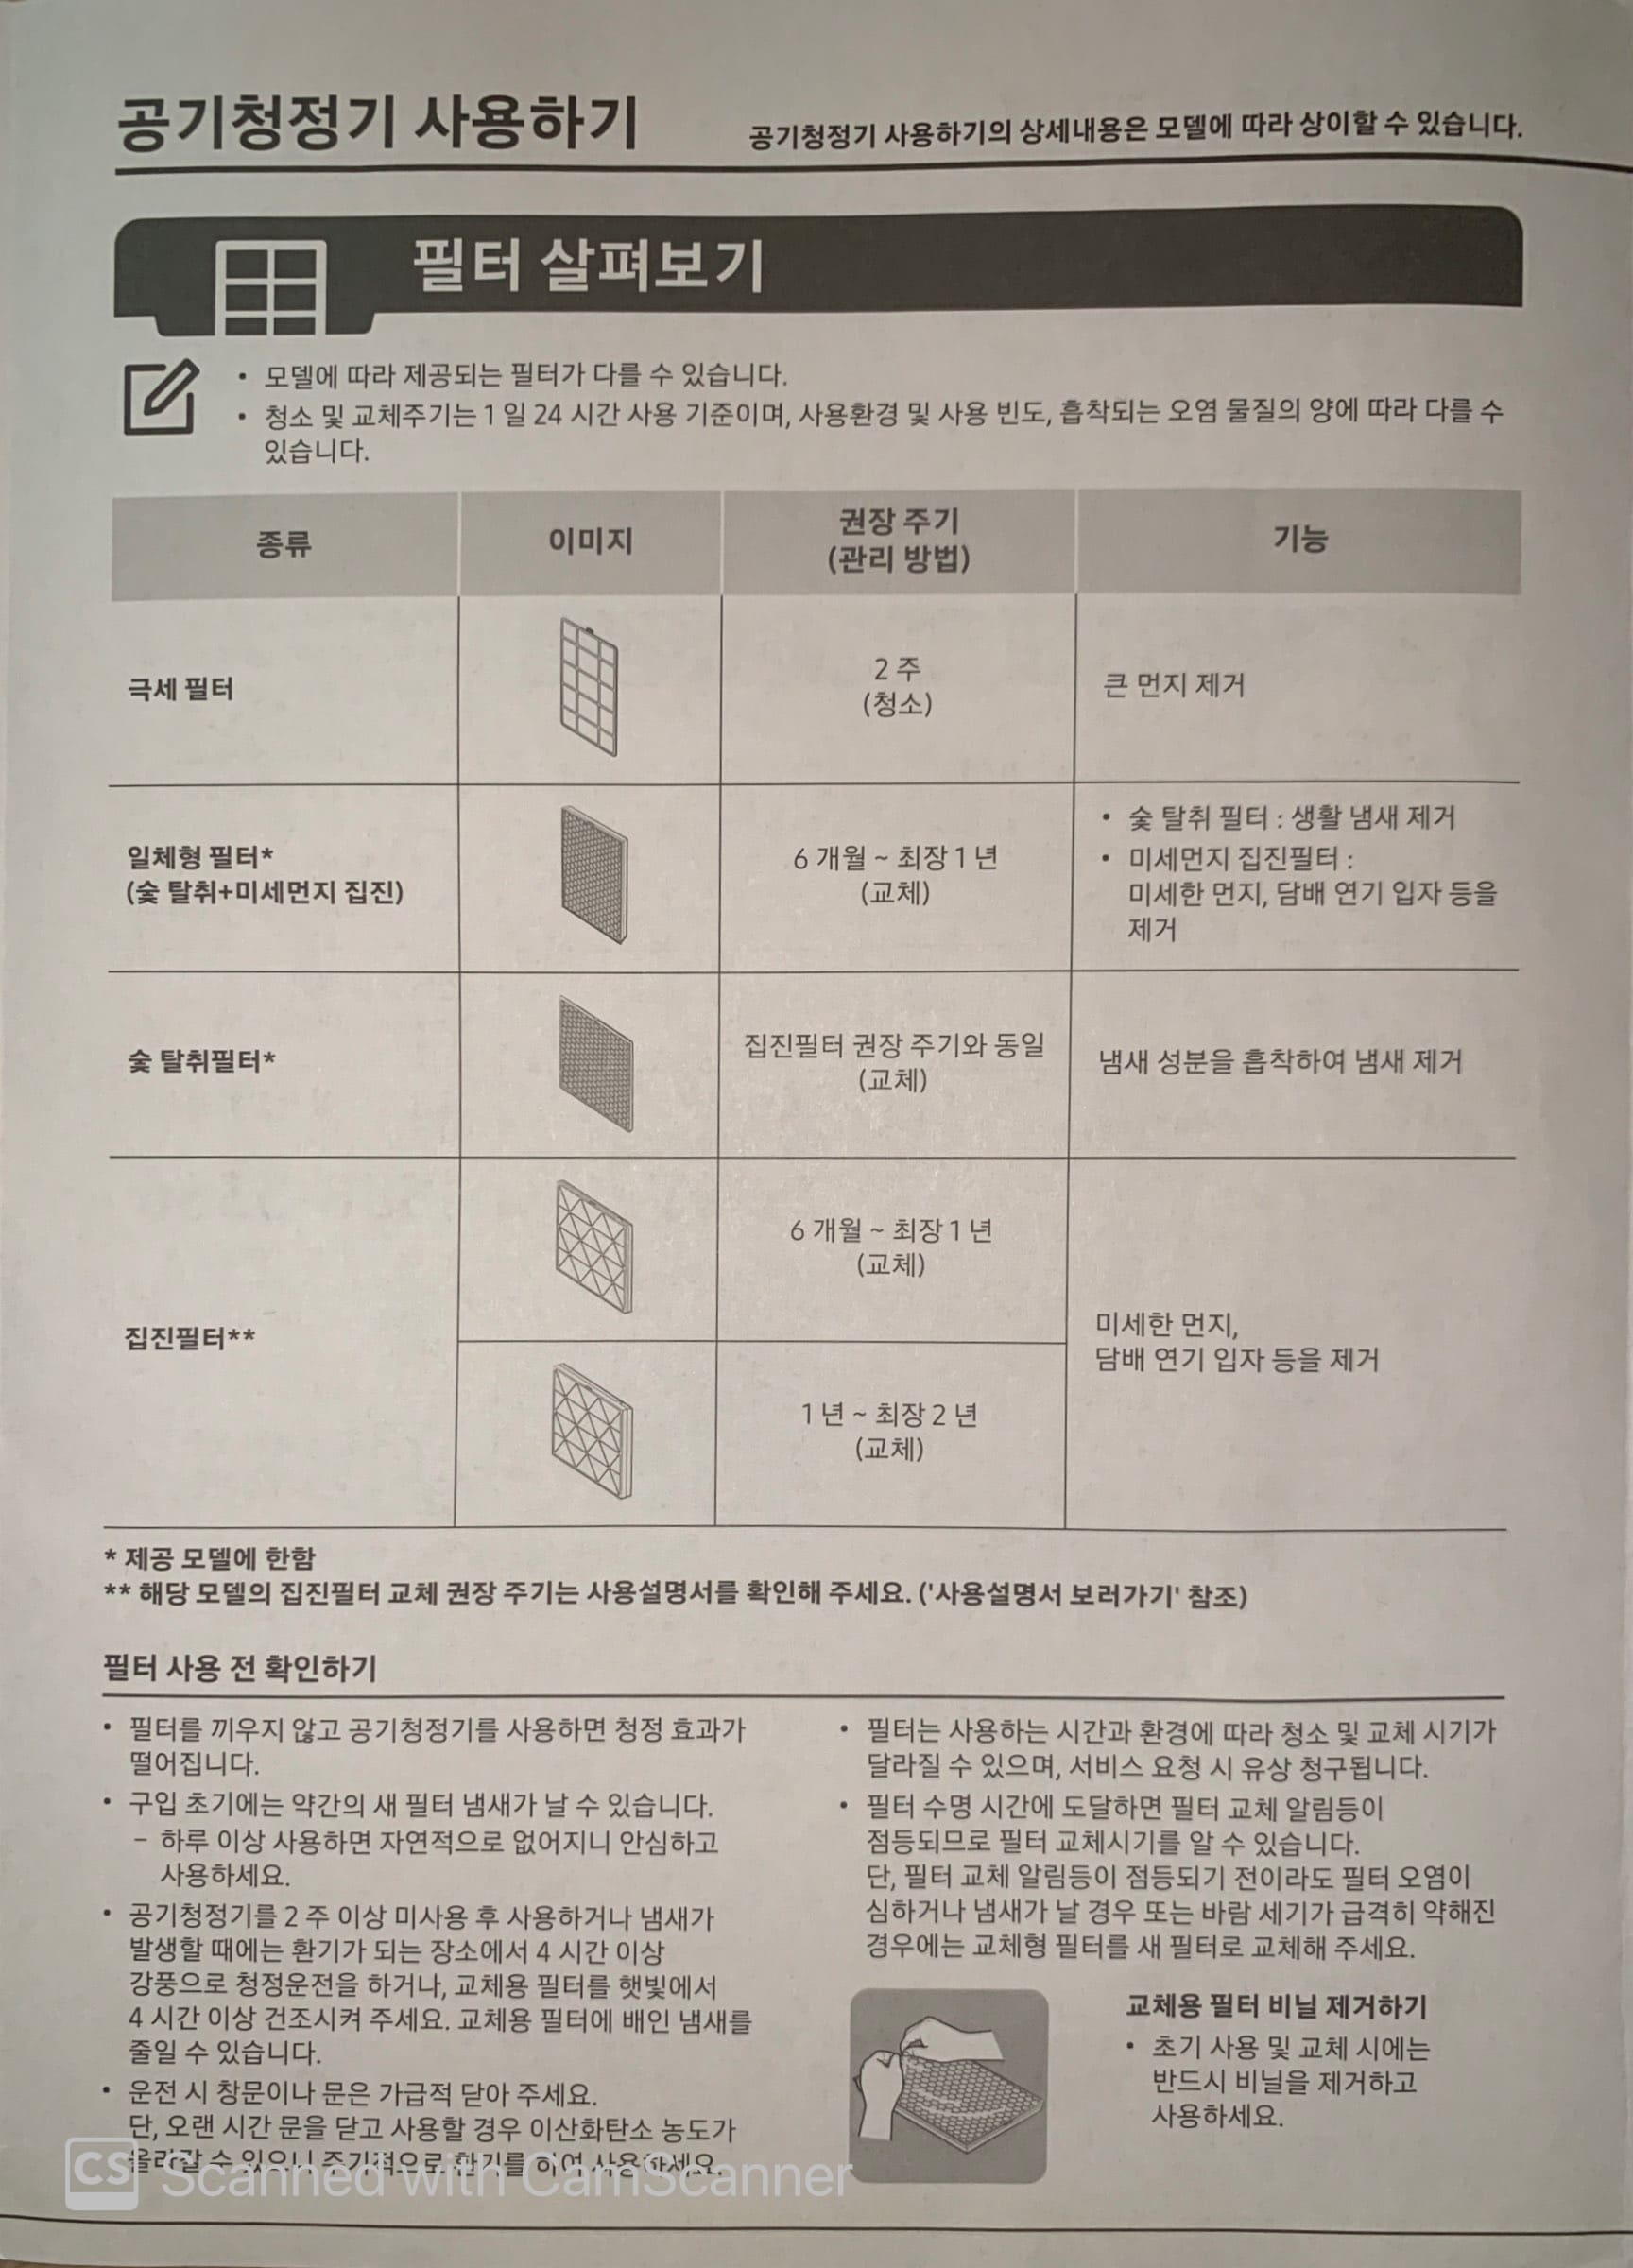 공기청정기 사용하기
공기청정기 사용하기의 상세내용은 모델에 따라 상이할 수 있습니다.
필터 살펴보기
• 모델에 따라 제공되는 필터가 다를 수 있습니다.
• 청소 및 교체주기는 1 일 24 시간 사용 기준이며, 사용환경 및 사용 빈도, 흡착되는 오염 물질의 양에 따라 다를 수
있습니다.
종류
이미지
권장 주기
(관리 방법)
기능
극세 필터
2 주
(청소)
큰 먼지 제거
일체형 필터*
(숯 탈취+미세먼지 집진)
6 개월 ~ 최장 1 년
(교체)
• 숯 탈취 필터 : 생활 냄새 제거
• 미세먼지 집진필터 :
미세한 먼지, 담배 연기 입자 등을
제거
숯 탈취필터*
집진필터 권장 주기와 동일
(교체)
냄새 성분을 흡착하여 냄새 제거
집진필터**
6 개월 ~ 최장 1 년
(교체)
1 년 ~ 최장 2 년
(교체)
미세한 먼지,
담배 연기 입자 등을 제거
* 제공 모델에 한함
** 해당 모델의 집진필터 교체 권장 주기는 사용설명서를 확인해 주세요. ('사용설명서 보러가기' 참조)
필터 사용 전 확인하기
• 필터를 끼우지 않고 공기청정기를 사용하면 청정 효과가
떨어집니다.
• 구입 초기에는 약간의 새 필터 냄새가 날 수 있습니다.
– 하루 이상 사용하면 자연적으로 없어지니 안심하고
사용하세요.
• 공기청정기를 2 주 이상 미사용 후 사용하거나 냄새가
발생할 때에는 환기가 되는 장소에서 4 시간 이상
강풍으로 청정운전을 하거나, 교체용 필터를 햇빛에서
4 시간 이상 건조시켜 주세요. 교체용 필터에 배인 냄새를
줄일 수 있습니다.
• 운전 시 창문이나 문은 가급적 닫아 주세요.
단, 오랜 시간 문을 닫고 사용할 경우 이산화탄소 농도가
올라갈 수 있으니 주기적으로 환기를 하여 사용하세요.
• 필터는 사용하는 시간과 환경에 따라 청소 및 교체 시기가
달라질 수 있으며, 서비스 요청 시 유상 청구됩니다.
• 필터 수명 시간에 도달하면 필터 교체 알림등이
점등되므로 필터 교체시기를 알 수 있습니다.
단, 필터 교체 알림등이 점등되기 전이라도 필터 오염이
심하거나 냄새가 날 경우 또는 바람 세기가 급격히 약해진
경우에는 교체형 필터를 새 필터로 교체해 주세요.
교체용 필터 비닐 제거하기
• 초기 사용 및 교체 시에는
반드시 비닐을 제거하고
사용하세요.
CS Scanned with CamScanner